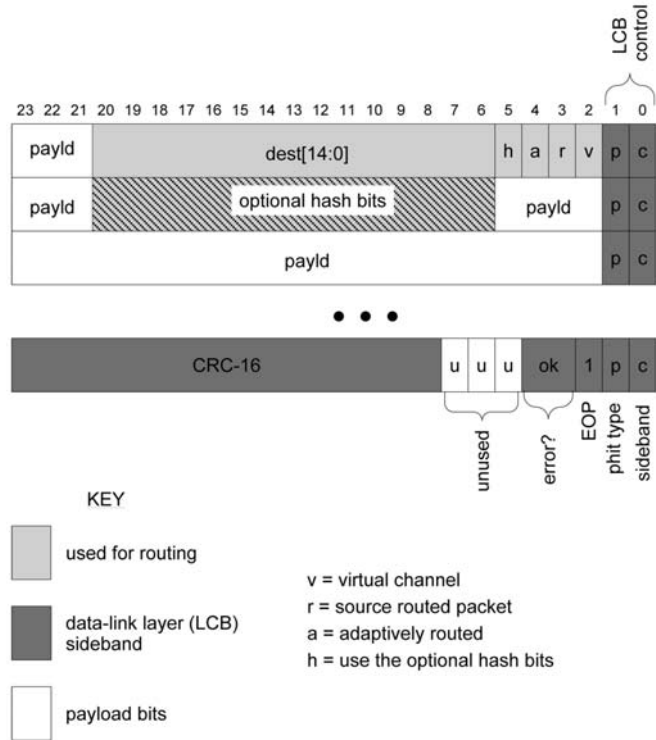 LCB
control
23 22 21 20 19 18 17 16 15 14 13 12 11 10 9 8 7 6 5 4 3 2 1 0
payld dest[14:0] h a r v p c
payld optional hash bits payld p c
payld p c
CRC-16 u u u ok 1 p c
unused
error?
EOP
phit type
sideband
KEY
used for routing
data-link layer (LCB)
sideband
payload bits
v = virtual channel
r = source routed packet
a = adaptively routed
h = use the optional hash bits